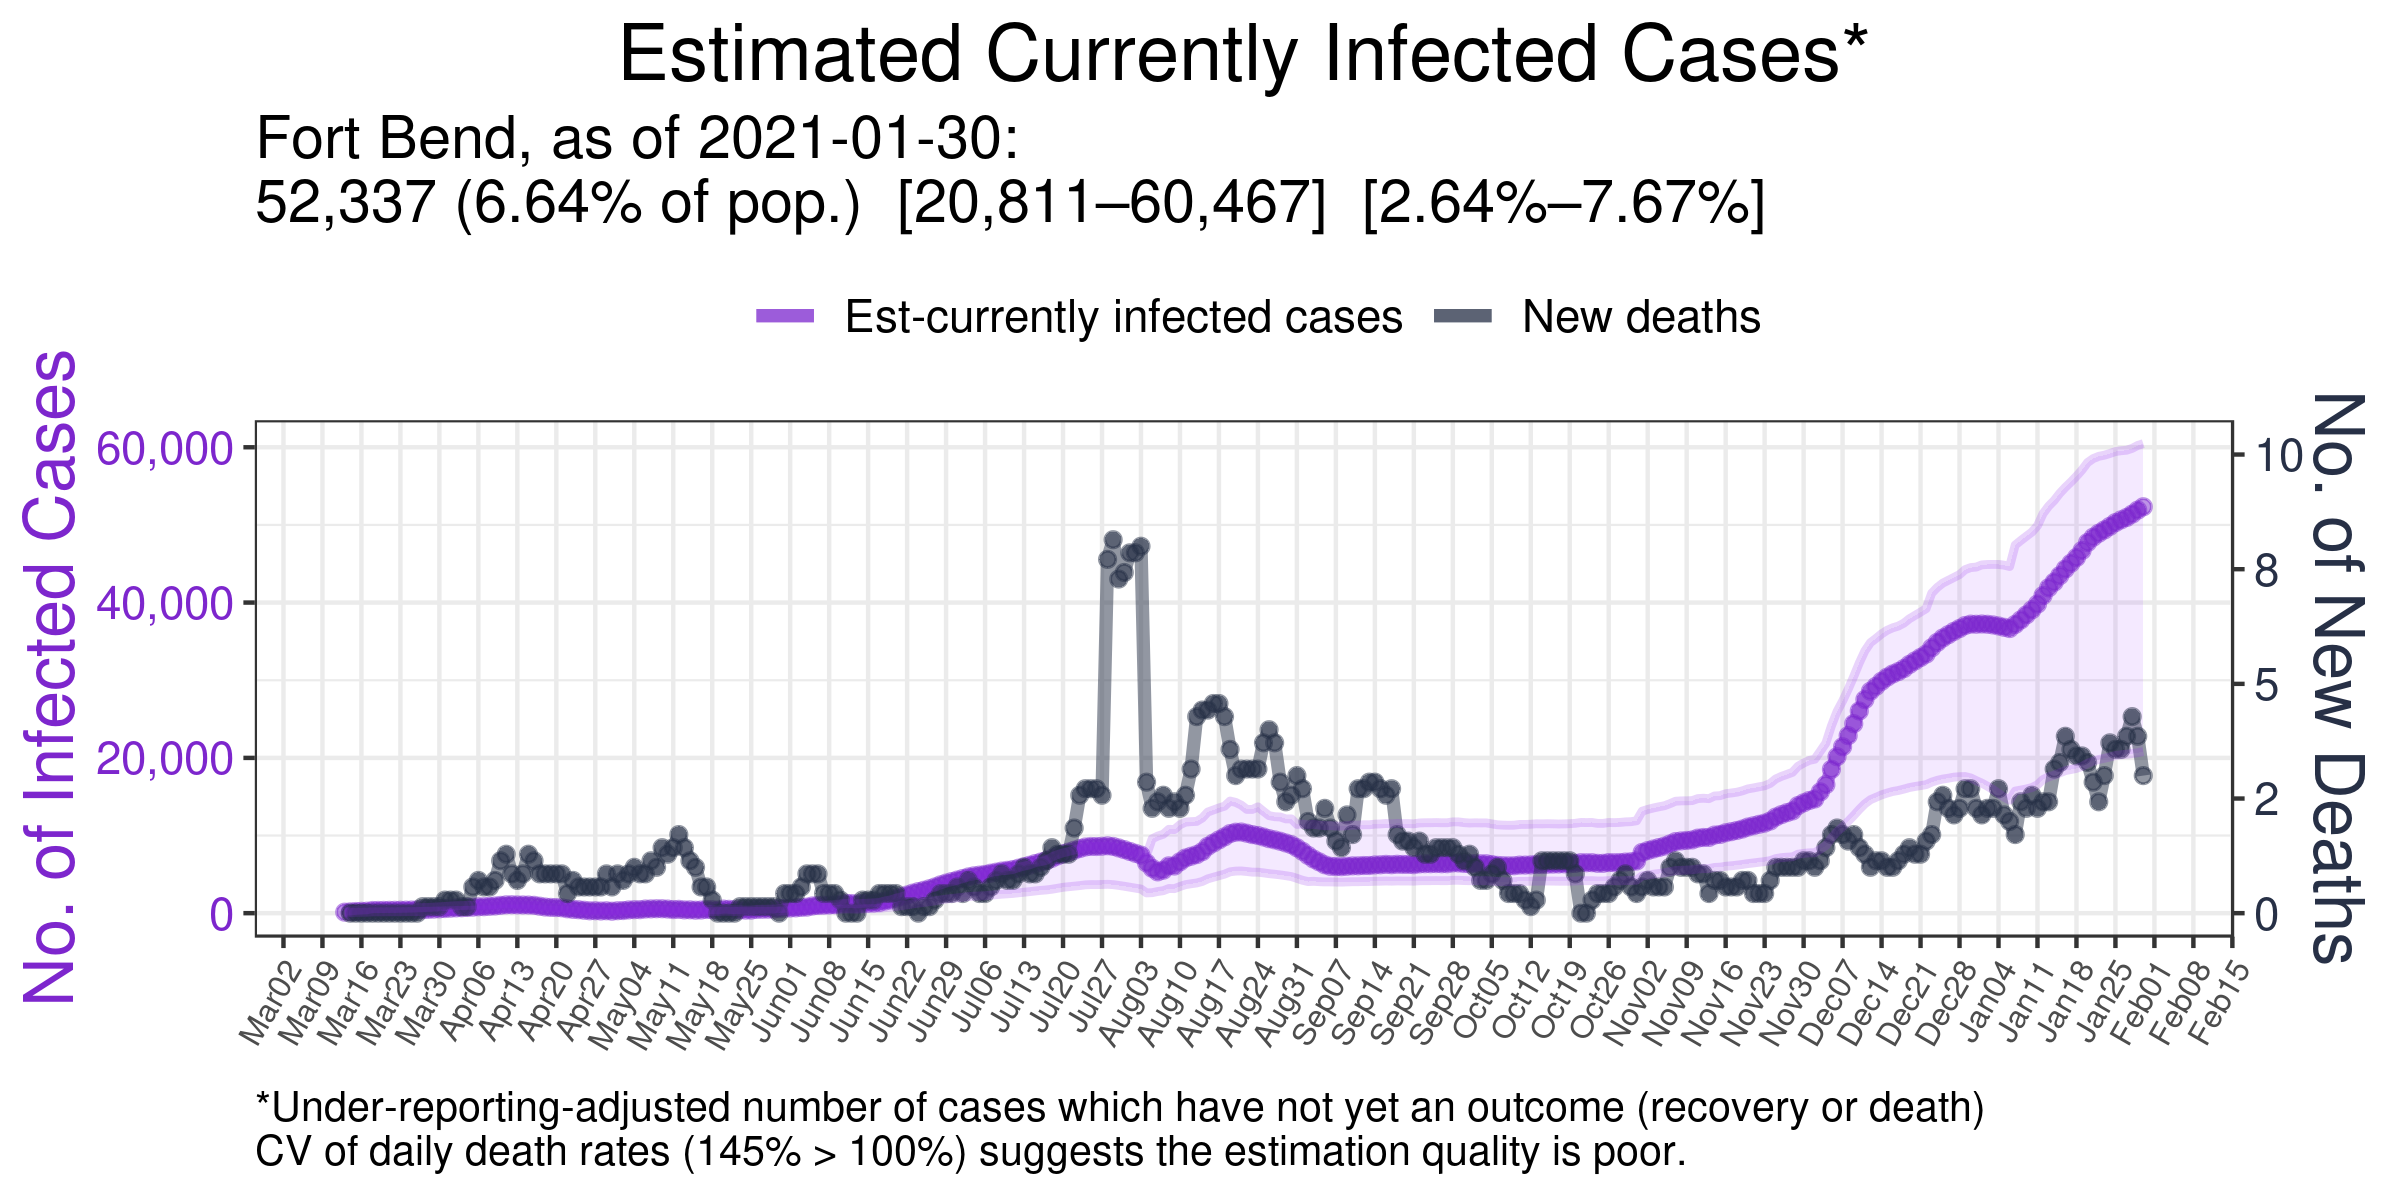 Estimated Currently Infected Cases*
Fort Bend, as of 2021-01-30:
52,337 (6.64% of pop.) [20,811–60,467] [2.64%–7.67%]
Est-currently infected cases New deaths
No. of Infected Cases
60,000
40,000
20,000
0
10
8
5
2
0
No. of New Deaths
Mar02 Mar09 Mar16 Mar23 Mar30 Apr06 Apr13 Apr20 Apr27 May04 May11 May18 May25 Jun01 Jun08 Jun15 Jun22 Jun29 Jul06 Jul13 Jul20 Jul27 Aug03 Aug10 Aug17 Aug24 Aug31 Sep07 Sep14 Sep21 Sep28 Oct05 Oct12 Oct19 Oct26 Nov02 Nov09 Nov16 Nov23 Nov30 Dec07 Dec14 Dec21 Dec28 Jan04 Jan11 Jan18 Jan25 Feb01 Feb08 Feb15
*Under-reporting-adjusted number of cases which have not yet an outcome (recovery or death)
CV of daily death rates (145% > 100%) suggests the estimation quality is poor.